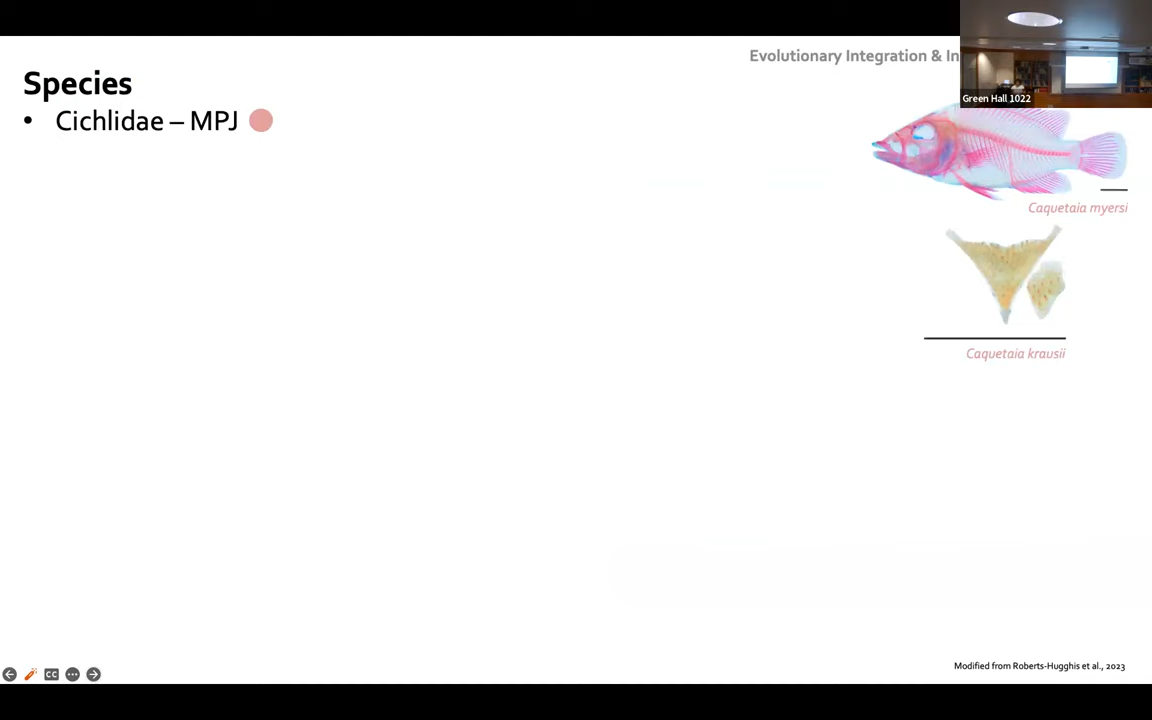 Evolutionary Integration & In
Green Hall 1022
Species
• Cichlidae – MPJ
Caquetaia myersi
Caquetaia krausii
CC
Modified from Roberts-Hugghis et al., 2023